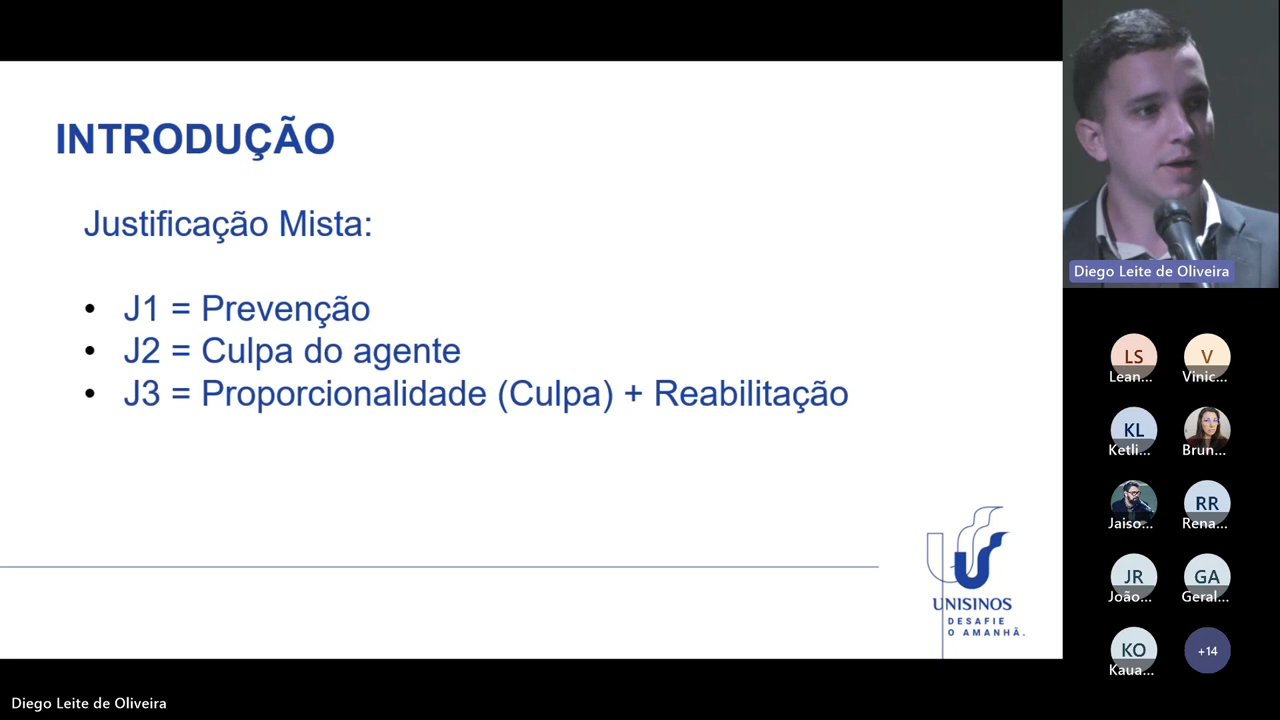 INTRODUÇÃO
Justificação Mista:
• J1 = Prevenção
• J2 = Culpa do agente
• J3 = Proporcionalidade (Culpa) + Reabilitação
UNISINOS
DESAFIE
O AMANHÃ.
Diego Leite de Oliveira
LS
Lean...
V
Vinic...
KL
Ketli...
Brun...
Jaiso...
RR
Rena...
JR
João...
GA
Geral...
KO
Kaua...
+14
Diego Leite de Oliveira